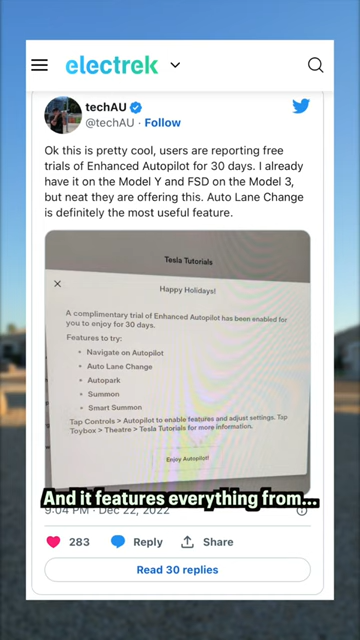 electrek
techAU
@techAU · Follow
Ok this is pretty cool, users are reporting free
trials of Enhanced Autopilot for 30 days. I already
have it on the Model Y and FSD on the Model 3,
but neat they are offering this. Auto Lane Change
is definitely the most useful feature.
Tesla Tutorials
Happy Holidays!
A complimentary trial of Enhanced Autopilot has been enabled for
you to enjoy for 30 days.
Features to try:
• Navigate on Autopilot
• Auto Lane Change
• Autopark
• Summon
• Smart Summon
Tap Controls > Autopilot to enable features and adjust settings. Tap
Toybox > Theatre > Tesla Tutorials for more information.
Enjoy Autopilot!
And it features everything from...
9:04 PM · Dec 22, 2022
283 Reply Share
Read 30 replies